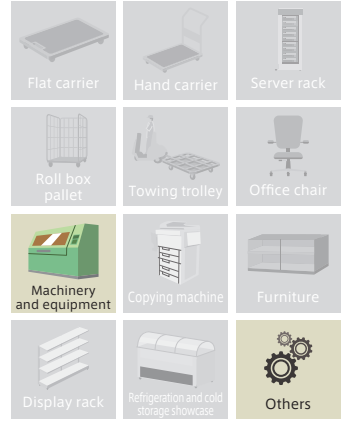 Flat carrier
Hand carrier
Server rack
Roll box
pallet
Towing trolley
Office chair
Machinery
and equipment
Copying machine
Furniture
Display rack
Refrigeration and cold
storage showcase
Others